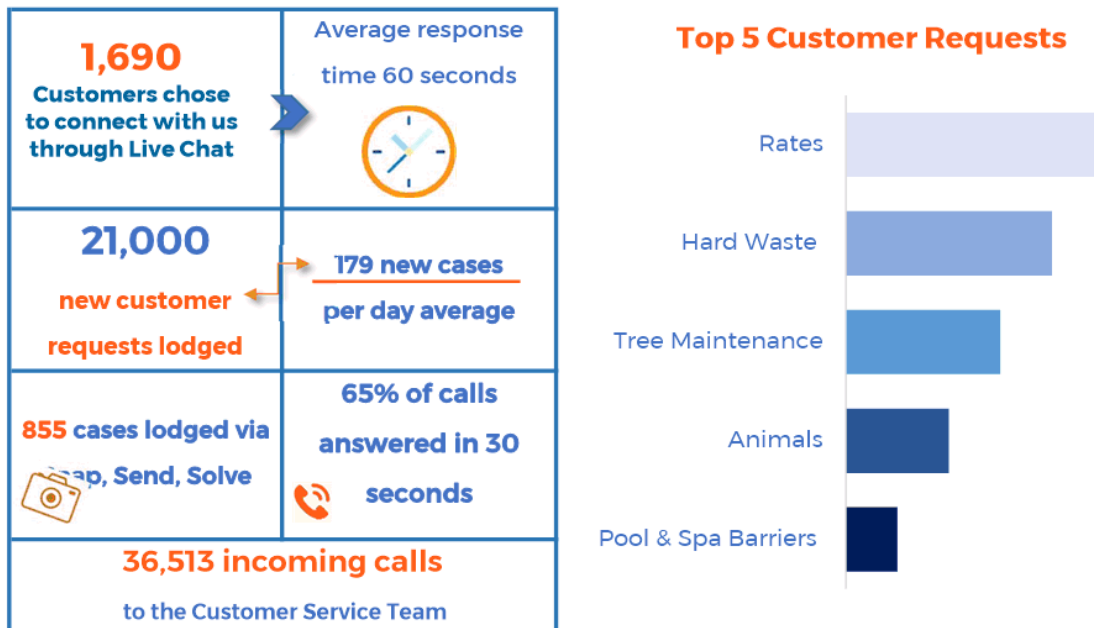 1,690
Customers chose
to connect with us
through Live Chat
Average response
time 60 seconds
21,000
new customer
requests lodged
179 new cases
per day average
855 cases lodged via
Send, Solve
65% of calls
answered in 30
seconds
36,513 incoming calls
to the Customer Service Team
Top 5 Customer Requests
Rates
Hard Waste
Tree Maintenance
Animals
Pool & Spa Barriers